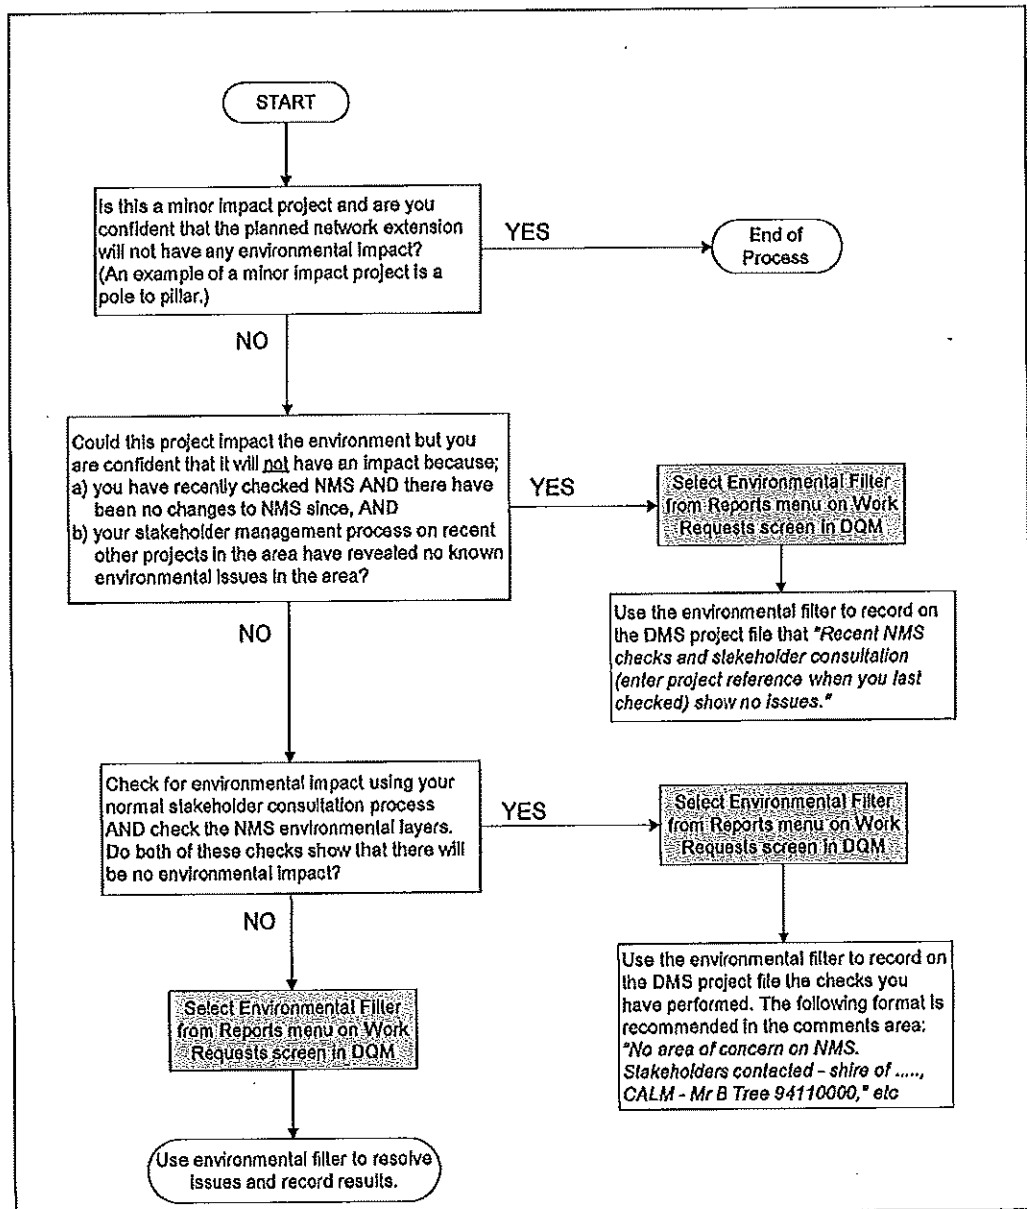 START
Is this a minor impact project and are you
confident that the planned network extension
will not have any environmental impact?
(An example of a minor impact project is a
pole to pillar.)
YES
End of
Process
NO
Could this project impact the environment but you
are confident that it will not have an impact because;
a) you have recently checked NMS AND there have
been no changes to NMS since, AND
b) your stakeholder management process on recent
other projects in the area have revealed no known
environmental issues in the area?
YES
Select Environmental Filter
from Reports menu on Work
Requests screen in DQM
Use the environmental filter to record on
the DMS project file that "Recent NMS
checks and stakeholder consultation
(enter project reference when you last
checked) show no issues."
NO
Check for environmental impact using your
normal stakeholder consultation process
AND check the NMS environmental layers.
Do both of these checks show that there will
be no environmental impact?
YES
Select Environmental Filter
from Reports menu on Work
Requests screen in DQM
Use the environmental filter to record on
the DMS project file the checks you
have performed. The following format is
recommended in the comments area:
"No area of concern on NMS.
Stakeholders contacted - shire of .....,
CALM - Mr B Tree 94110000," etc
NO
Select Environmental Filter
from Reports menu on Work
Requests screen in DQM
Use environmental filter to resolve
issues and record results.